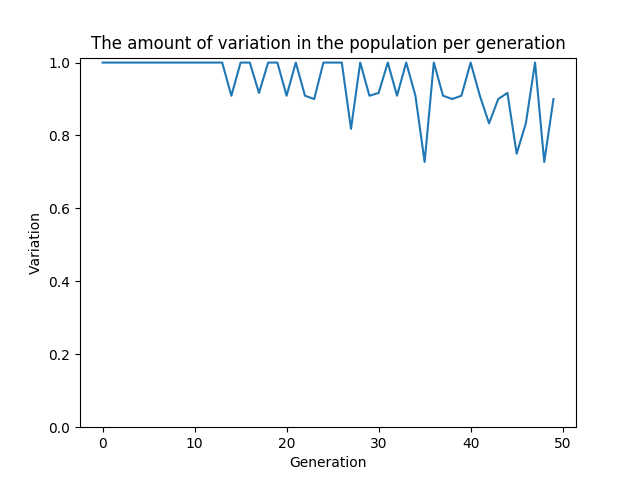 The amount of variation in the population per generation
1.0
0.8
0.6
0.4
0.2
0.0
Variation
0 10 20 30 40 50
Generation